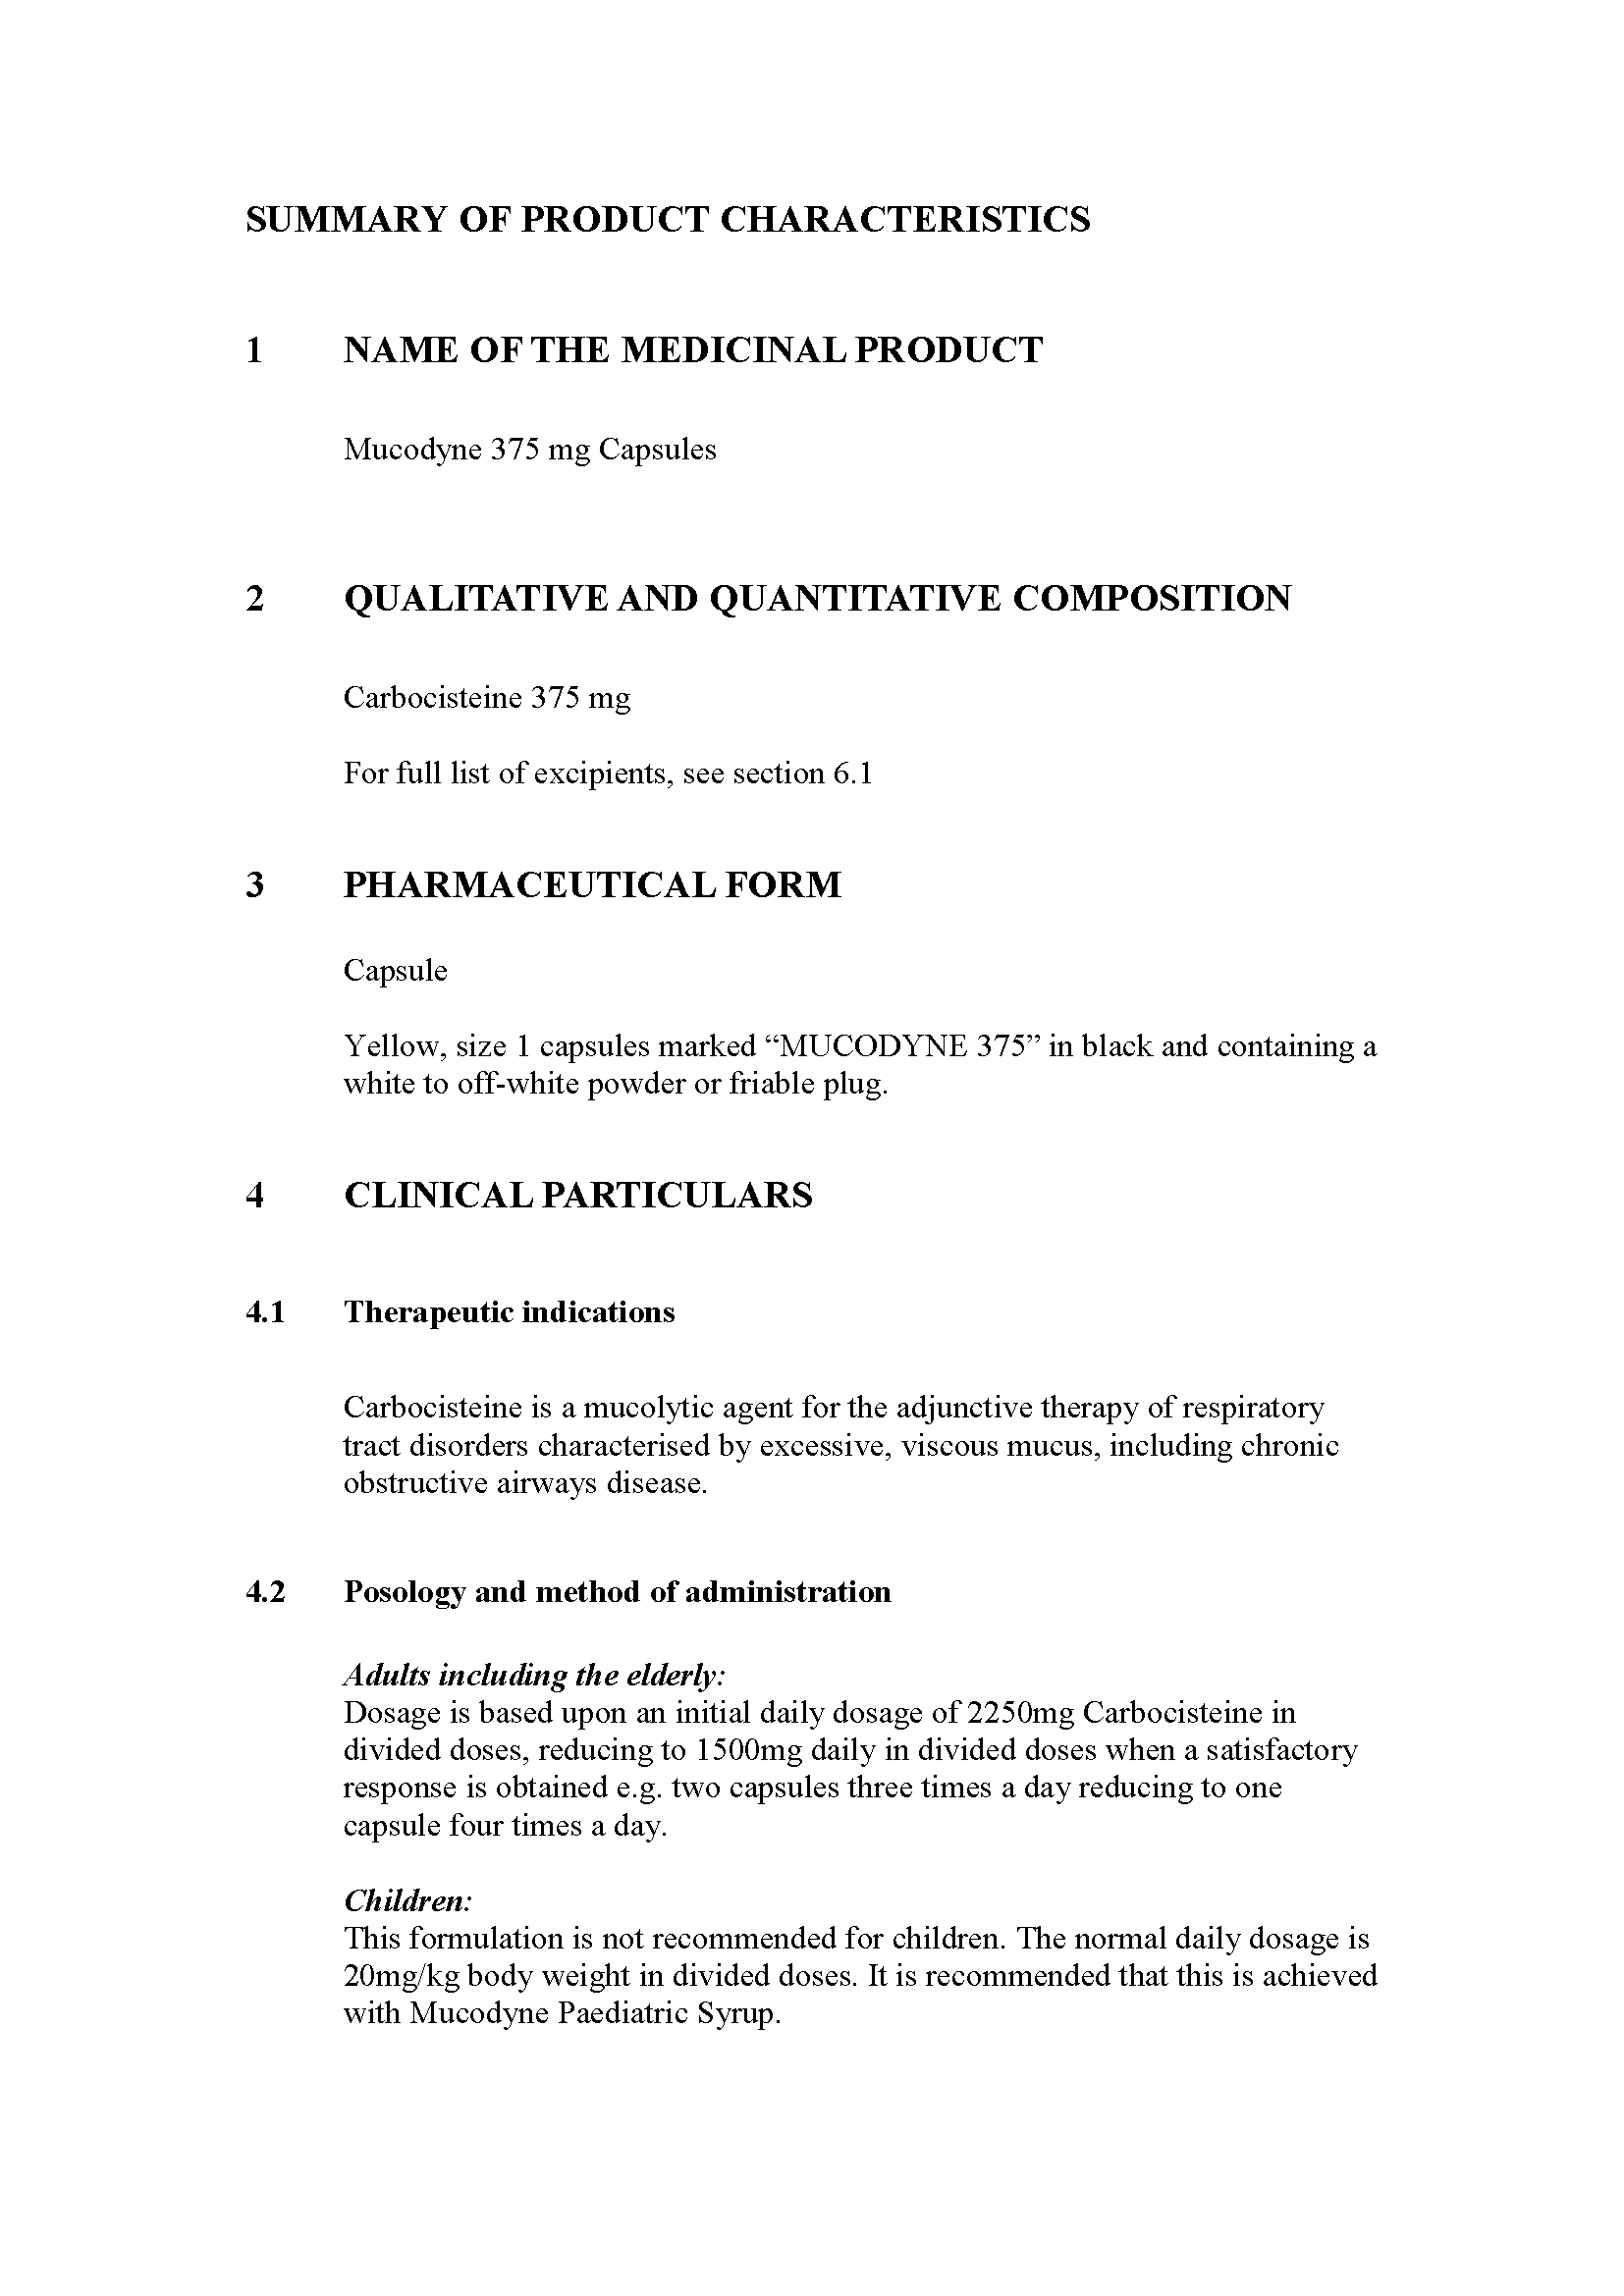 SUMMARY OF PRODUCT CHARACTERISTICS
1 NAME OF THE MEDICINAL PRODUCT
Mucodyne 375 mg Capsules
2 QUALITATIVE AND QUANTITATIVE COMPOSITION
Carbocisteine 375 mg
For full list of excipients, see section 6.1
3 PHARMACEUTICAL FORM
Capsule
Yellow, size 1 capsules marked “MUCODYNE 375” in black and containing a
white to off-white powder or friable plug.
4 CLINICAL PARTICULARS
4.1 Therapeutic indications
Carbocisteine is a mucolytic agent for the adjunctive therapy of respiratory
tract disorders characterised by excessive, viscous mucus, including chronic
obstructive airways disease.
4.2 Posology and method of administration
Adults including the elderly:
Dosage is based upon an initial daily dosage of 2250mg Carbocisteine in
divided doses, reducing to 1500mg daily in divided doses when a satisfactory
response is obtained e.g. two capsules three times a day reducing to one
capsule four times a day.
Children:
This formulation is not recommended for children. The normal daily dosage is
20mg/kg body weight in divided doses. It is recommended that this is achieved
with Mucodyne Paediatric Syrup.